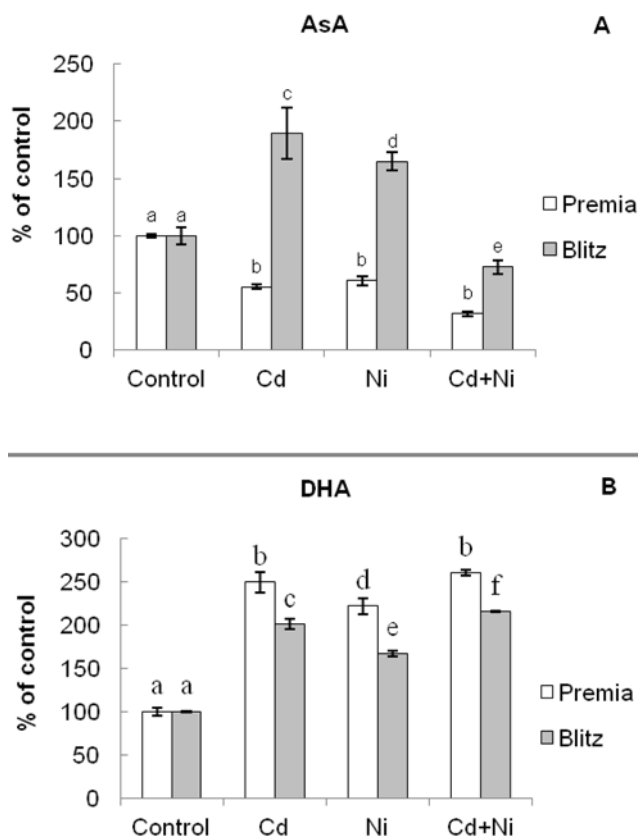 AsA
A
250
200
150
100
50
0
% of control
a a b c b d b e
Control Cd Ni Cd+Ni
Premia
Blitz
DHA
B
300
250
200
150
100
50
0
% of control
a a b c d e b f
Control Cd Ni Cd+Ni
Premia
Blitz